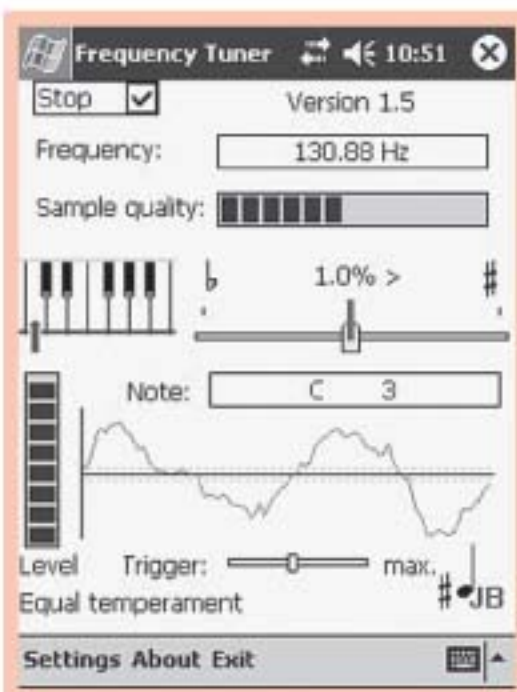 Frequency Tuner 10:51
Stop Version 1.5
Frequency: 130.88 Hz
Sample quality:
♭ 1.0% > ♯
Note: C 3
Level Trigger: max.
Equal temperament ♯ JB
Settings About Exit